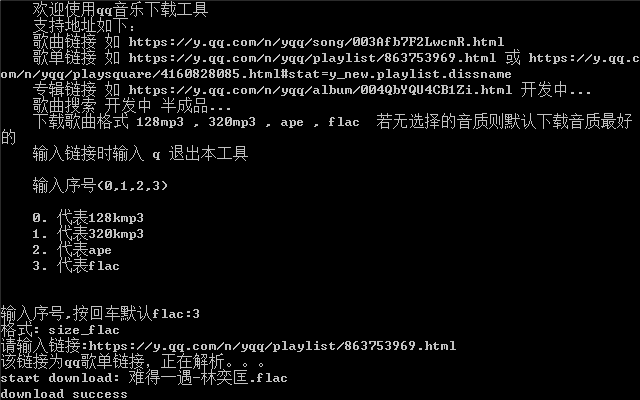 欢迎使用qq音乐下载工具
支持地址如下：
歌曲链接 如 https://y.qq.com/n/yqq/song/003Afb7F2LwcmR.html
歌单链接 如 https://y.qq.com/n/yqq/playlist/863753969.html 或 https://y.qq.c
om/n/yqq/playsquare/4160828085.html#stat=y_new.playlist.dissname
专辑链接 如 https://y.qq.com/n/yqq/album/004QbYQU4CB1Zi.html 开发中...
歌曲搜索 开发中 半成品...
下载歌曲格式 128mp3 , 320mp3 , ape , flac  若无选择的音质则默认下载音质最好
的
输入链接时输入 q 退出本工具
输入序号(0,1,2,3)
0. 代表128kmp3
1. 代表320kmp3
2. 代表ape
3. 代表flac
输入序号,按回车默认flac:3
格式: size_flac
请输入链接:https://y.qq.com/n/yqq/playlist/863753969.html
该链接为qq歌单链接，正在解析。。。
start download: 难得一遇-林奕匡.flac
download success